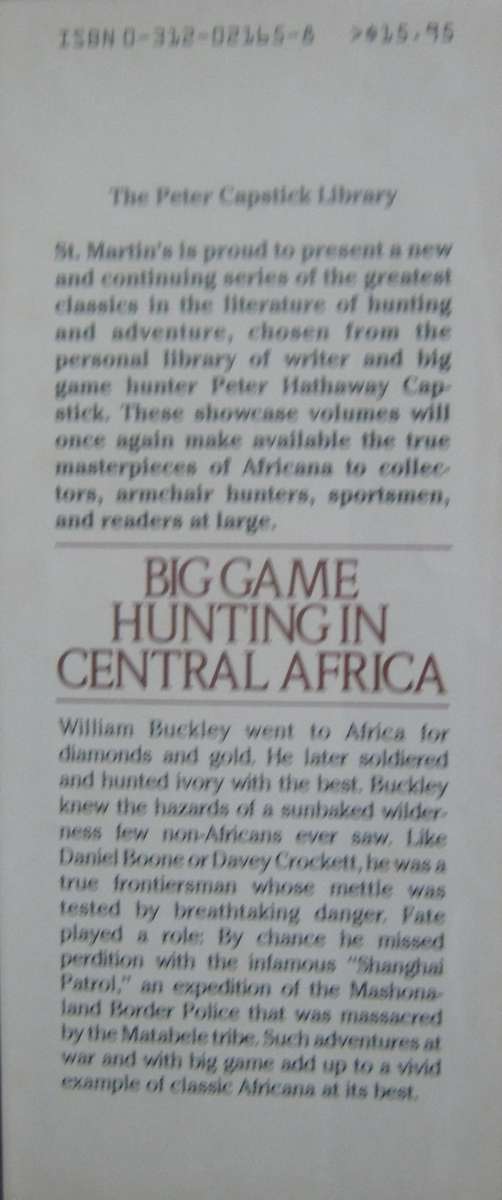 ISBN 0-312-02165-8 >$15.95
The Peter Capstick Library
St. Martin's is proud to present a new
and continuing series of the greatest
classics in the literature of hunting
and adventure, chosen from the
personal library of writer and big
game hunter Peter Hathaway Cap-
stick. These showcase volumes will
once again make available the true
masterpieces of Africana to collec-
tors, armchair hunters, sportsmen,
and readers at large.
BIG GAME
HUNTING IN
CENTRAL AFRICA
William Buckley went to Africa for
diamonds and gold. He later soldiered
and hunted ivory with the best. Buckley
knew the hazards of a sunbaked wilder-
ness few non-Africans ever saw. Like
Daniel Boone or Davey Crockett, he was a
true frontiersman whose mettle was
tested by breathtaking danger. Fate
played a role: By chance he missed
perdition with the infamous "Shanghai
Patrol," an expedition of the Mashona-
land Border Police that was massacred
by the Matabele tribe. Such adventures at
war and with big game add up to a vivid
example of classic Africana at its best.